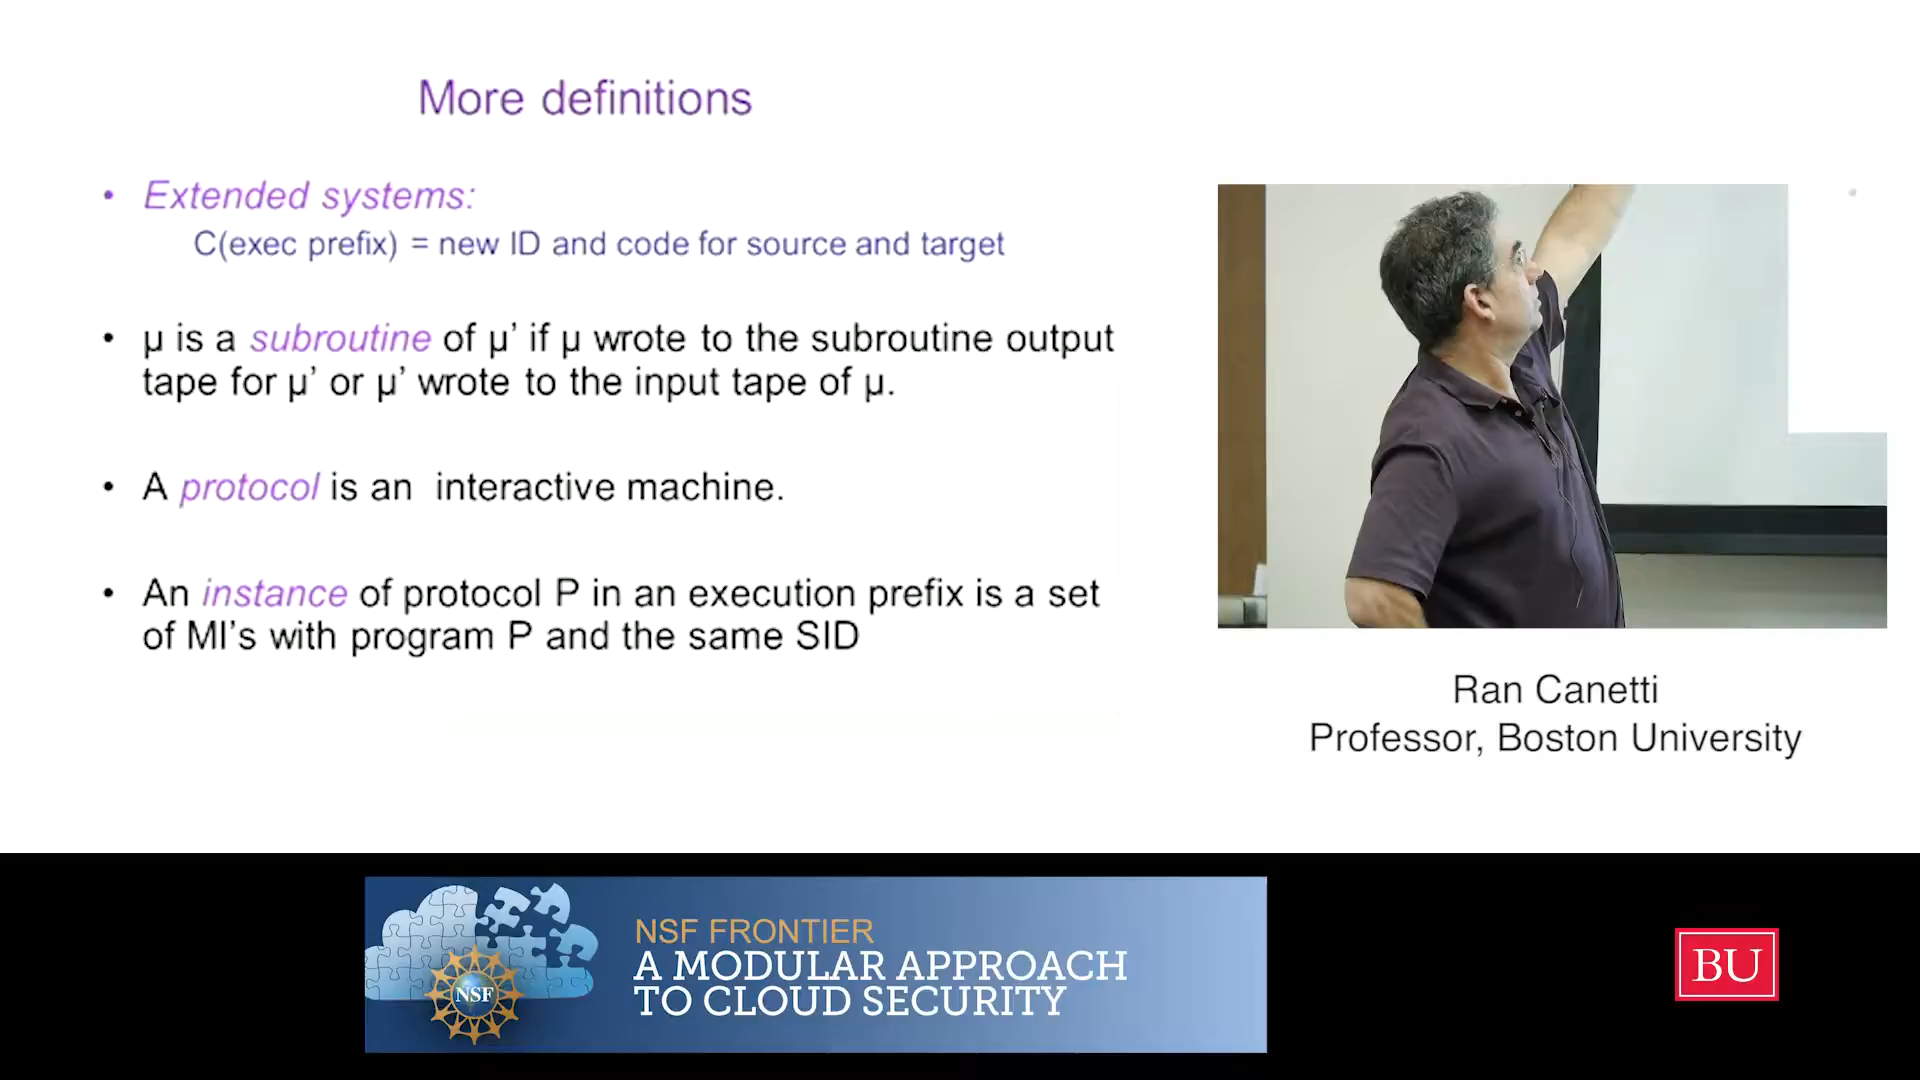 More definitions
• Extended systems:
C(exec prefix) = new ID and code for source and target
• µ is a subroutine of µ’ if µ wrote to the subroutine output
tape for µ’ or µ’ wrote to the input tape of µ.
• A protocol is an interactive machine.
• An instance of protocol P in an execution prefix is a set
of MI’s with program P and the same SID
Ran Canetti
Professor, Boston University
NSF
NSF FRONTIER
A MODULAR APPROACH
TO CLOUD SECURITY
BU